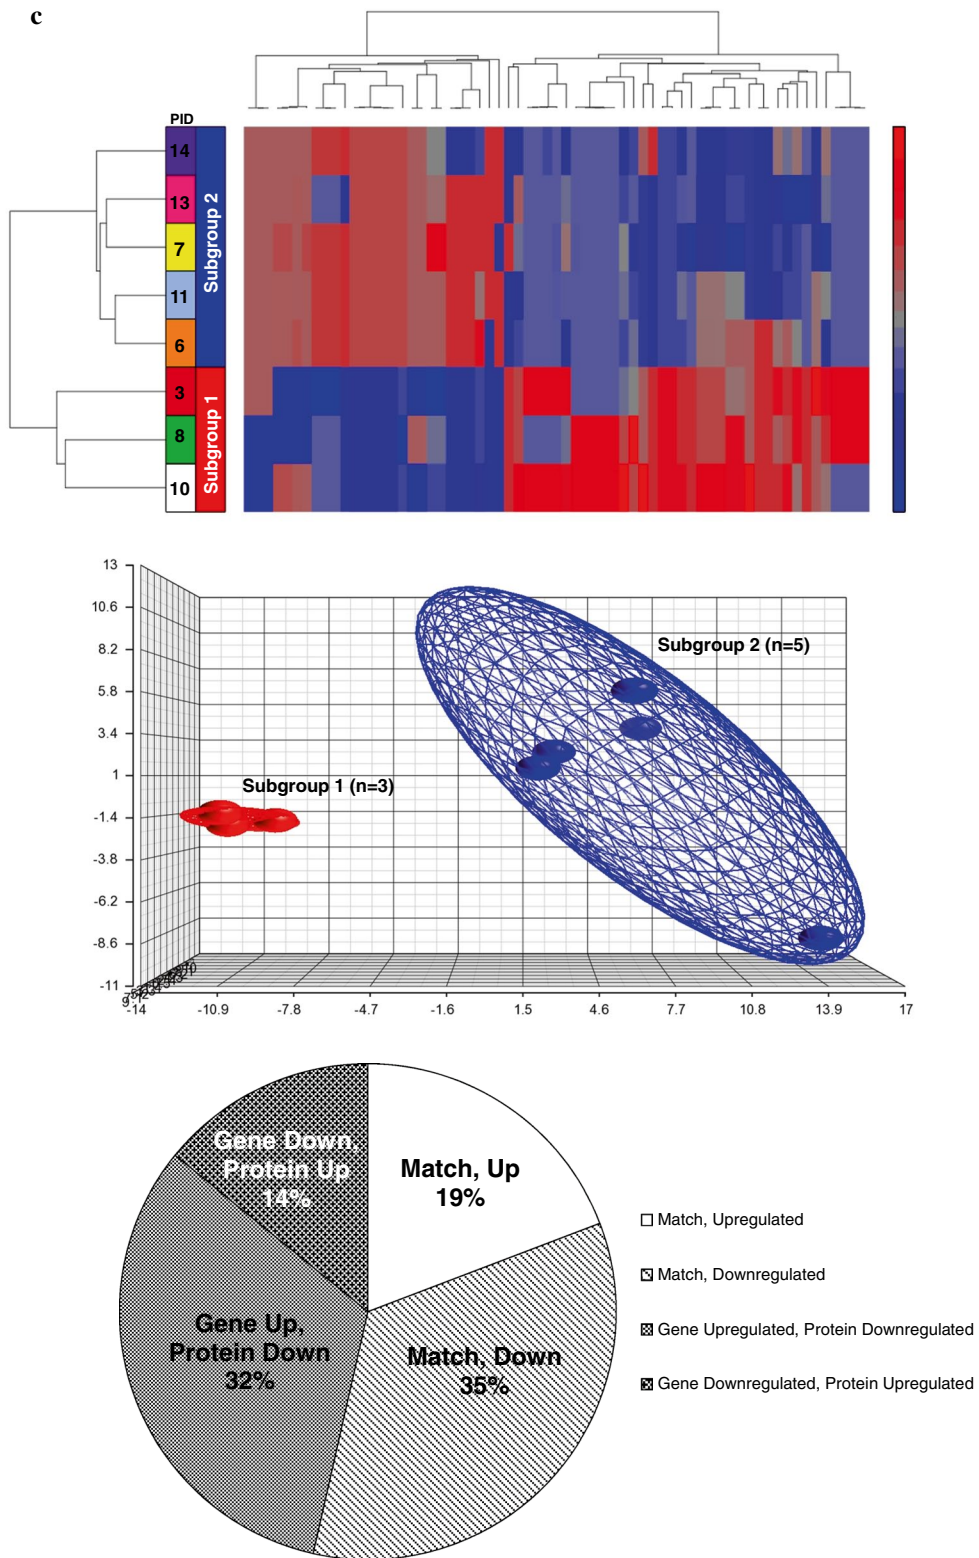 c
PID
14
13
7
11
6
3
8
10
Subgroup 2
Subgroup 1
13
10.6
8.2
5.8
3.4
1
-1.4
-3.8
-6.2
-8.6
-11
Subgroup 2 (n=5)
Subgroup 1 (n=3)
-14
-10.9
-7.8
-4.7
-1.6
1.5
4.6
7.7
10.8
13.9
17
Gene Down,
Protein Up
14%
Match, Up
19%
Gene Up,
Protein Down
32%
Match, Down
35%
Match, Upregulated
Match, Downregulated
Gene Upregulated, Protein Downregulated
Gene Downregulated, Protein Upregulated